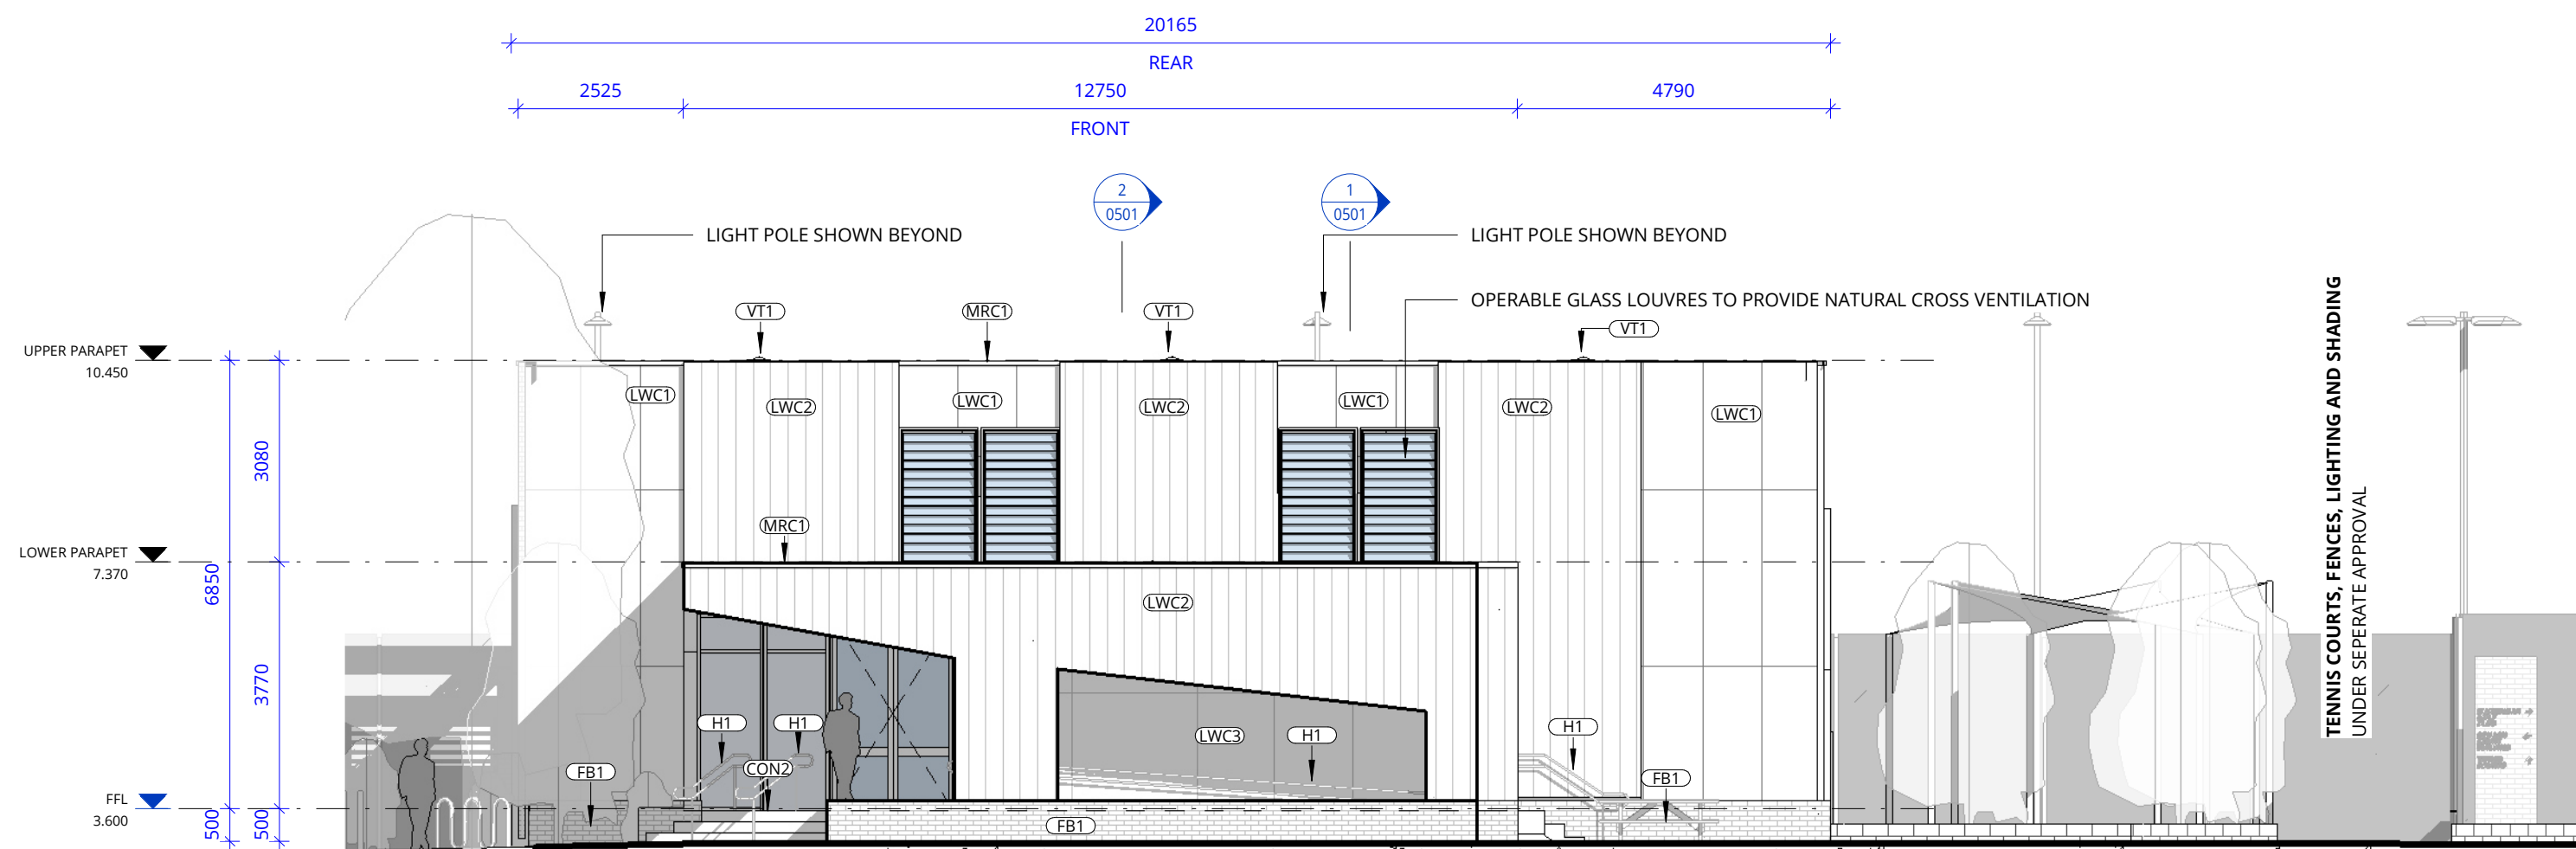 20165
REAR
2525
12750
4790
FRONT
2
0501
1
0501
LIGHT POLE SHOWN BEYOND
LIGHT POLE SHOWN BEYOND
OPERABLE GLASS LOUVRES TO PROVIDE NATURAL CROSS VENTILATION
VT1
MRC1
VT1
VT1
UPPER PARAPET
10.450
LWC1
LWC2
LWC1
LWC2
LWC1
LWC2
LWC1
3080
MRC1
LOWER PARAPET
7.370
6850
LWC2
3770
H1
H1
LWC3
H1
H1
FB1
CON2
FB1
FFL
3.600
500
500
FB1
TENNIS COURTS, FENCES, LIGHTING AND SHADING
UNDER SEPERATE APPROVAL